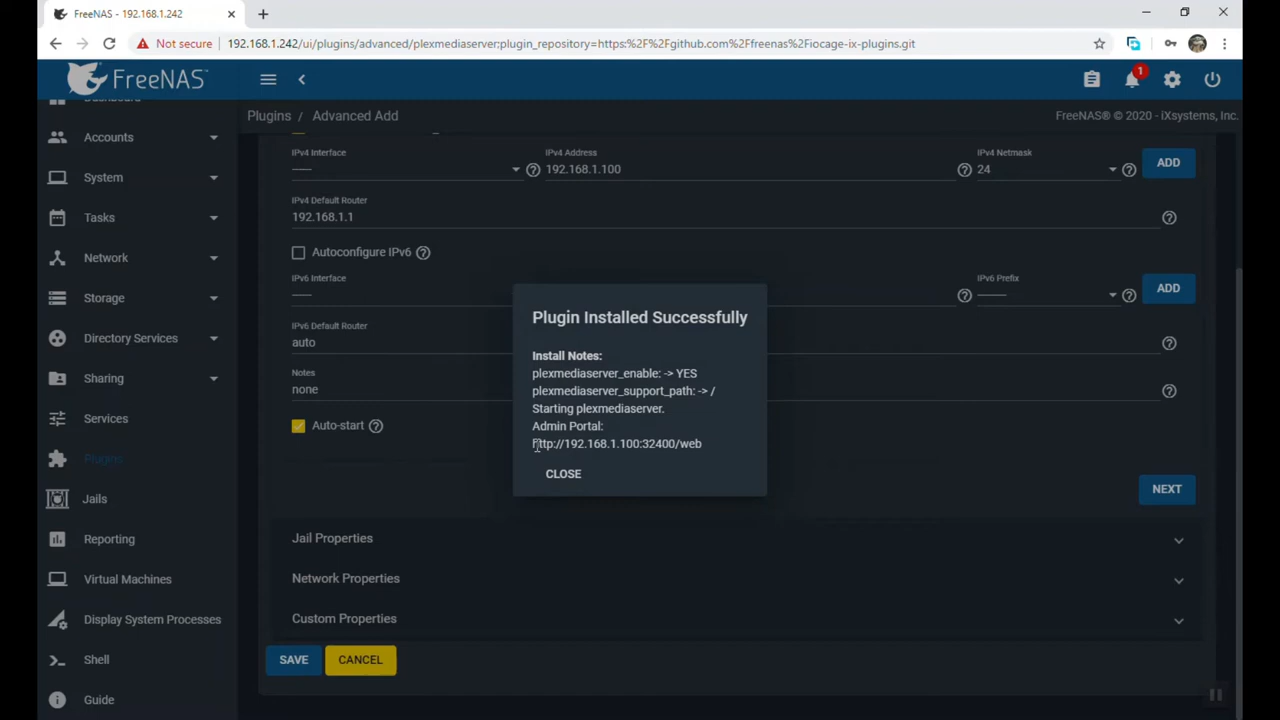 FreeNAS - 192.168.1.242
Not secure
192.168.1.242/ui/plugins/advanced/plexmediaserver;plugin_repository=https:%2F%2Fgithub.com%2Ffreenas%2Fiocage-ix-plugins.git
FreeNAS
1
Plugins / Advanced Add
FreeNAS® © 2020 - iXsystems, Inc.
Accounts
System
Tasks
Network
Storage
Directory Services
Sharing
Services
Plugins
Jails
Reporting
Virtual Machines
Display System Processes
Shell
Guide
IPv4 Interface
IPv4 Address
192.168.1.100
IPv4 Netmask
24
ADD
IPv4 Default Router
192.168.1.1
Autoconfigure IPv6
IPv6 Interface
IPv6 Prefix
ADD
IPv6 Default Router
auto
Notes
none
Auto-start
Plugin Installed Successfully
Install Notes:
plexmediaserver_enable: -> YES
plexmediaserver_support_path: -> /
Starting plexmediaserver.
Admin Portal:
http://192.168.1.100:32400/web
CLOSE
NEXT
Jail Properties
Network Properties
Custom Properties
SAVE
CANCEL